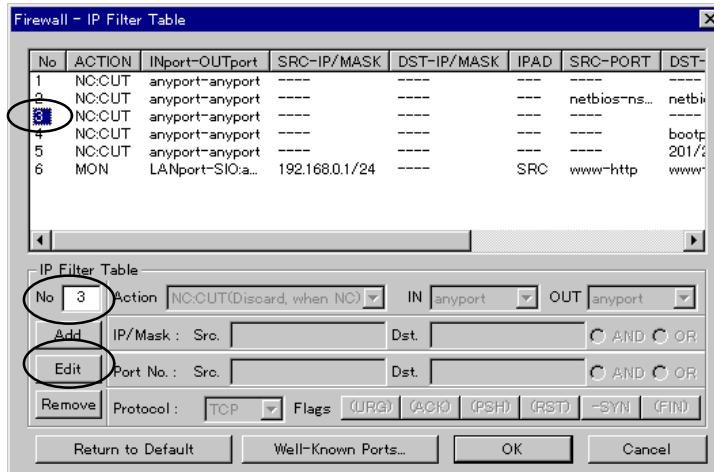 Firewall - IP Filter Table
No ACTION INport-OUTport SRC-IP/MASK DST-IP/MASK IPAD SRC-PORT DST-
1 NC:CUT anyport-anyport ---- ---- --- ---- ----
2 NC:CUT anyport-anyport ---- ---- --- netbios-ns... netbi
3 NC:CUT anyport-anyport ---- ---- --- ---- ----
4 NC:CUT anyport-anyport ---- ---- --- ---- bootp
5 NC:CUT anyport-anyport ---- ---- --- ---- 201/2
6 MON LANport-SIO:a... 192.168.0.1/24 ---- SRC www-http www-
IP Filter Table
No 3 Action NC:CUT(Discard, when NC) IN anyport OUT anyport
Add IP/Mask : Src. Dst. AND OR
Edit Port No. : Src. Dst. AND OR
Remove Protocol : TCP Flags (URG) (ACK) (PSH) (RST) -SYN (FIN)
Return to Default Well-Known Ports... OK Cancel